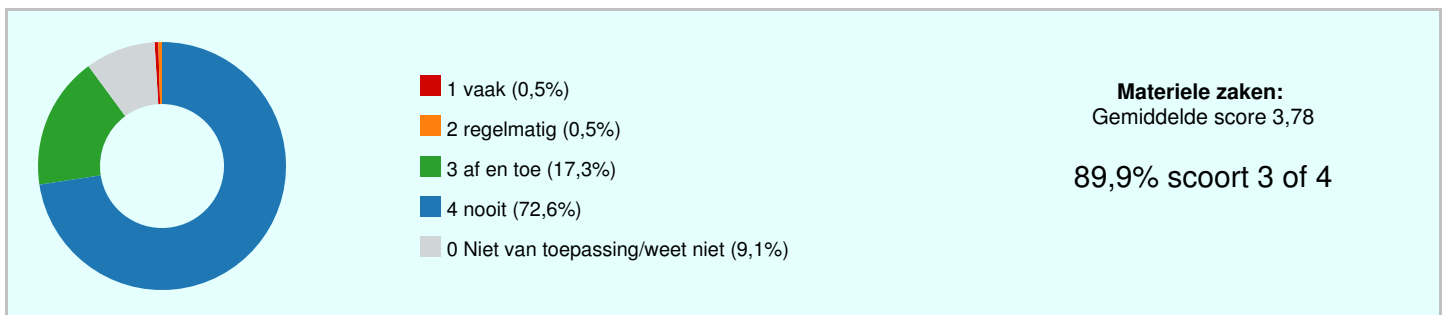 1 vaak (0,5%)
2 regelmatig (0,5%)
3 af en toe (17,3%)
4 nooit (72,6%)
0 Niet van toepassing/weet niet (9,1%)
Materiele zaken:
Gemiddelde score 3,78
89,9% scoort 3 of 4